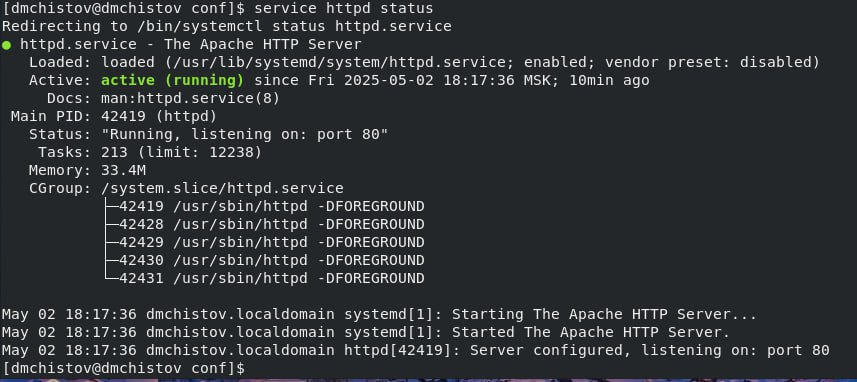 [dmchistov@dmchistov conf]$ service httpd status
Redirecting to /bin/systemctl status httpd.service
● httpd.service - The Apache HTTP Server
   Loaded: loaded (/usr/lib/systemd/system/httpd.service; enabled; vendor preset: disabled)
   Active: active (running) since Fri 2025-05-02 18:17:36 MSK; 10min ago
     Docs: man:httpd.service(8)
 Main PID: 42419 (httpd)
   Status: "Running, listening on: port 80"
    Tasks: 213 (limit: 12238)
   Memory: 33.4M
   CGroup: /system.slice/httpd.service
           ├─42419 /usr/sbin/httpd -DFOREGROUND
           ├─42428 /usr/sbin/httpd -DFOREGROUND
           ├─42429 /usr/sbin/httpd -DFOREGROUND
           ├─42430 /usr/sbin/httpd -DFOREGROUND
           └─42431 /usr/sbin/httpd -DFOREGROUND

May 02 18:17:36 dmchistov.localdomain systemd[1]: Starting The Apache HTTP Server...
May 02 18:17:36 dmchistov.localdomain systemd[1]: Started The Apache HTTP Server.
May 02 18:17:36 dmchistov.localdomain httpd[42419]: Server configured, listening on: port 80
[dmchistov@dmchistov conf]$